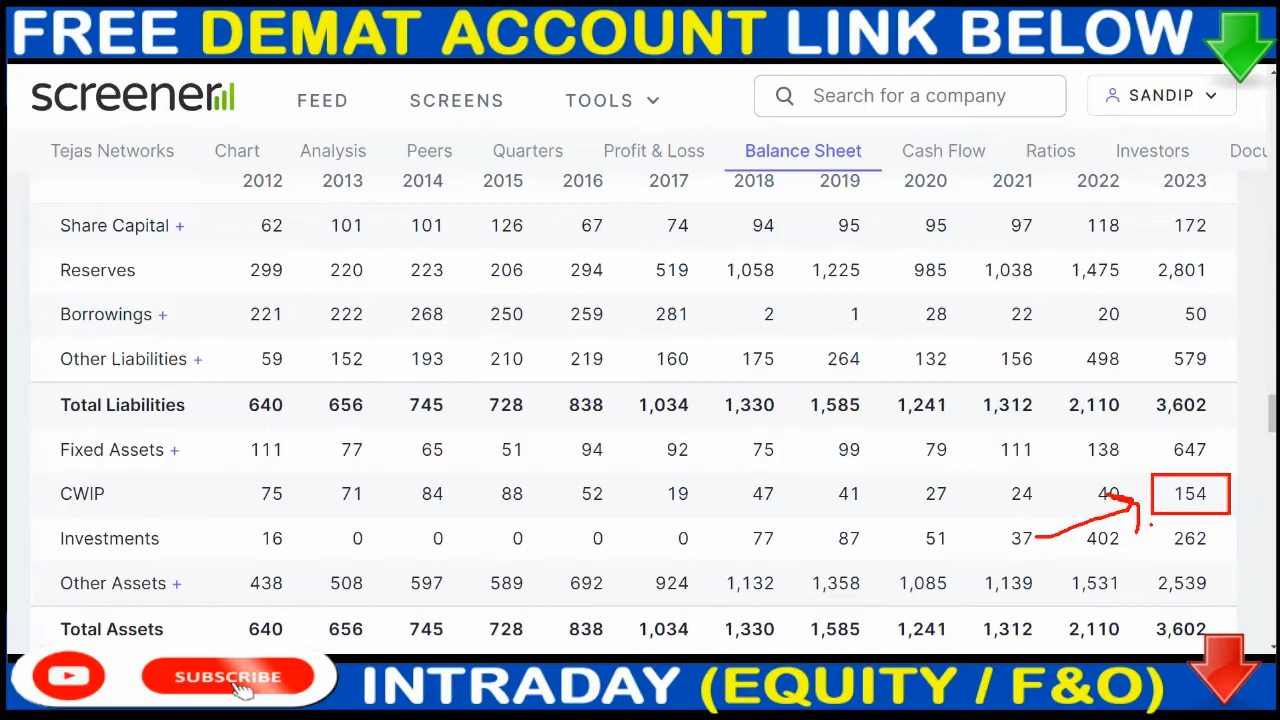 FREE DEMAT ACCOUNT LINK BELOW
screener FEED SCREENS TOOLS Search for a company SANDIP
Tejas Networks Chart Analysis Peers Quarters Profit & Loss Balance Sheet Cash Flow Ratios Investors Docu
2012 2013 2014 2015 2016 2017 2018 2019 2020 2021 2022 2023
Share Capital + 62 101 101 126 67 74 94 95 95 97 118 172
Reserves 299 220 223 206 294 519 1,058 1,225 985 1,038 1,475 2,801
Borrowings + 221 222 268 250 259 281 2 1 28 22 20 50
Other Liabilities + 59 152 193 210 219 160 175 264 132 156 498 579
Total Liabilities 640 656 745 728 838 1,034 1,330 1,585 1,241 1,312 2,110 3,602
Fixed Assets + 111 77 65 51 94 92 75 99 79 111 138 647
CWIP 75 71 84 88 52 19 47 41 27 24 40 154
Investments 16 0 0 0 0 0 77 87 51 37 402 262
Other Assets + 438 508 597 589 692 924 1,132 1,358 1,085 1,139 1,531 2,539
Total Assets 640 656 745 728 838 1,034 1,330 1,585 1,241 1,312 2,110 3,602
SUBSCRIBE INTRADAY (EQUITY / F&O)